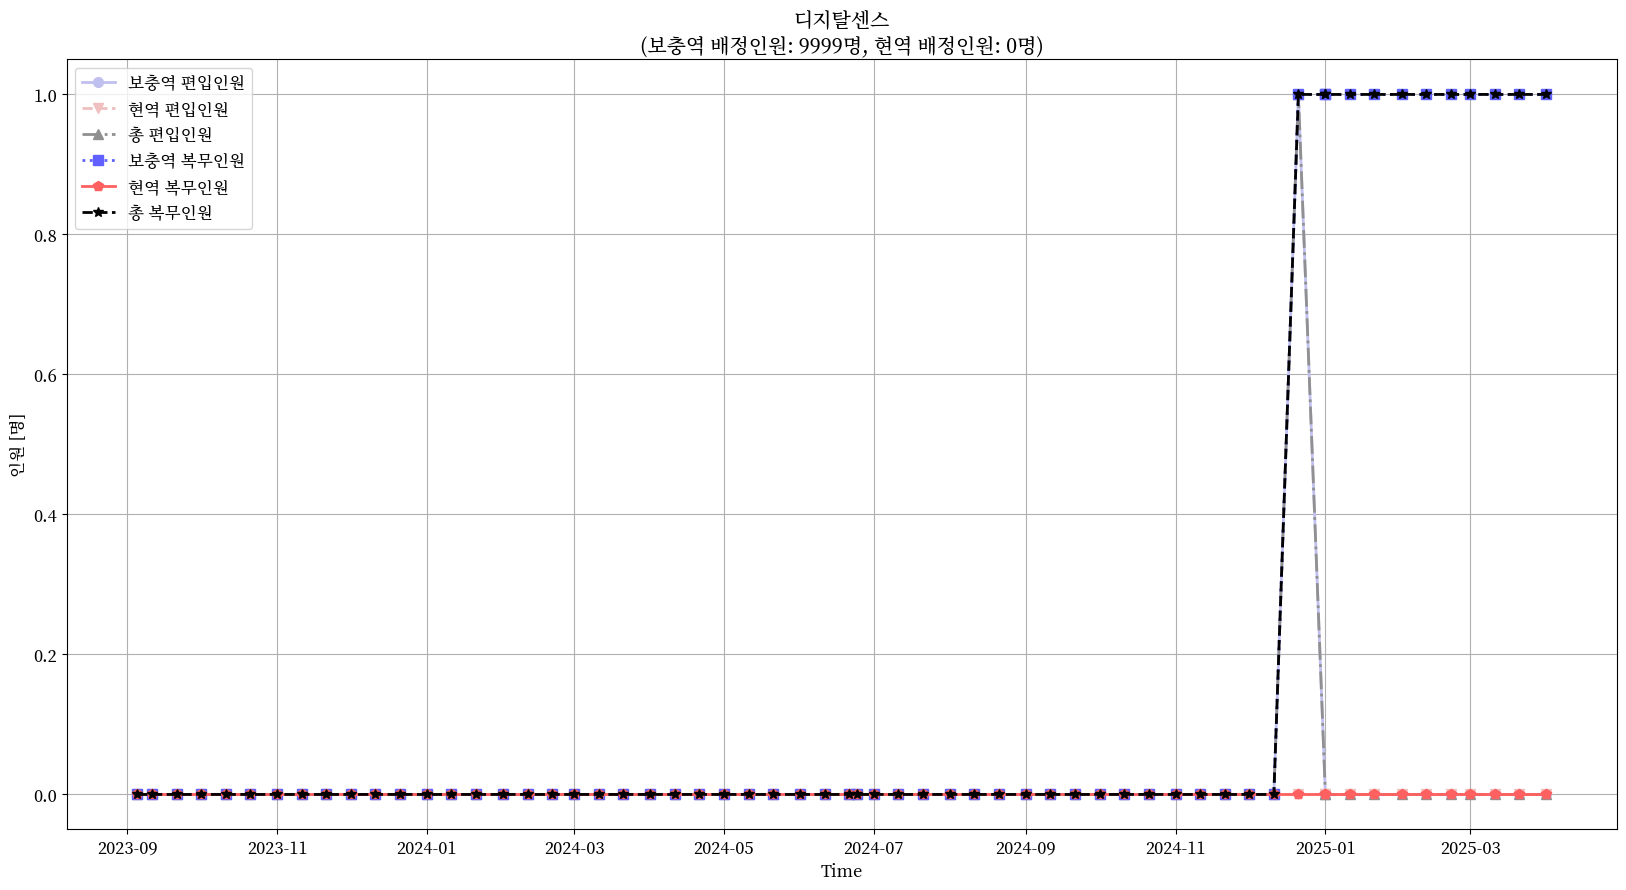 디지탈센스
(보충역 배정인원: 9999명, 현역 배정인원: 0명)
보충역 편입인원
현역 편입인원
총 편입인원
보충역 복무인원
현역 복무인원
총 복무인원
1.0
0.8
0.6
0.4
0.2
0.0
인원 [명]
2023-09
2023-11
2024-01
2024-03
2024-05
2024-07
2024-09
2024-11
2025-01
2025-03
Time